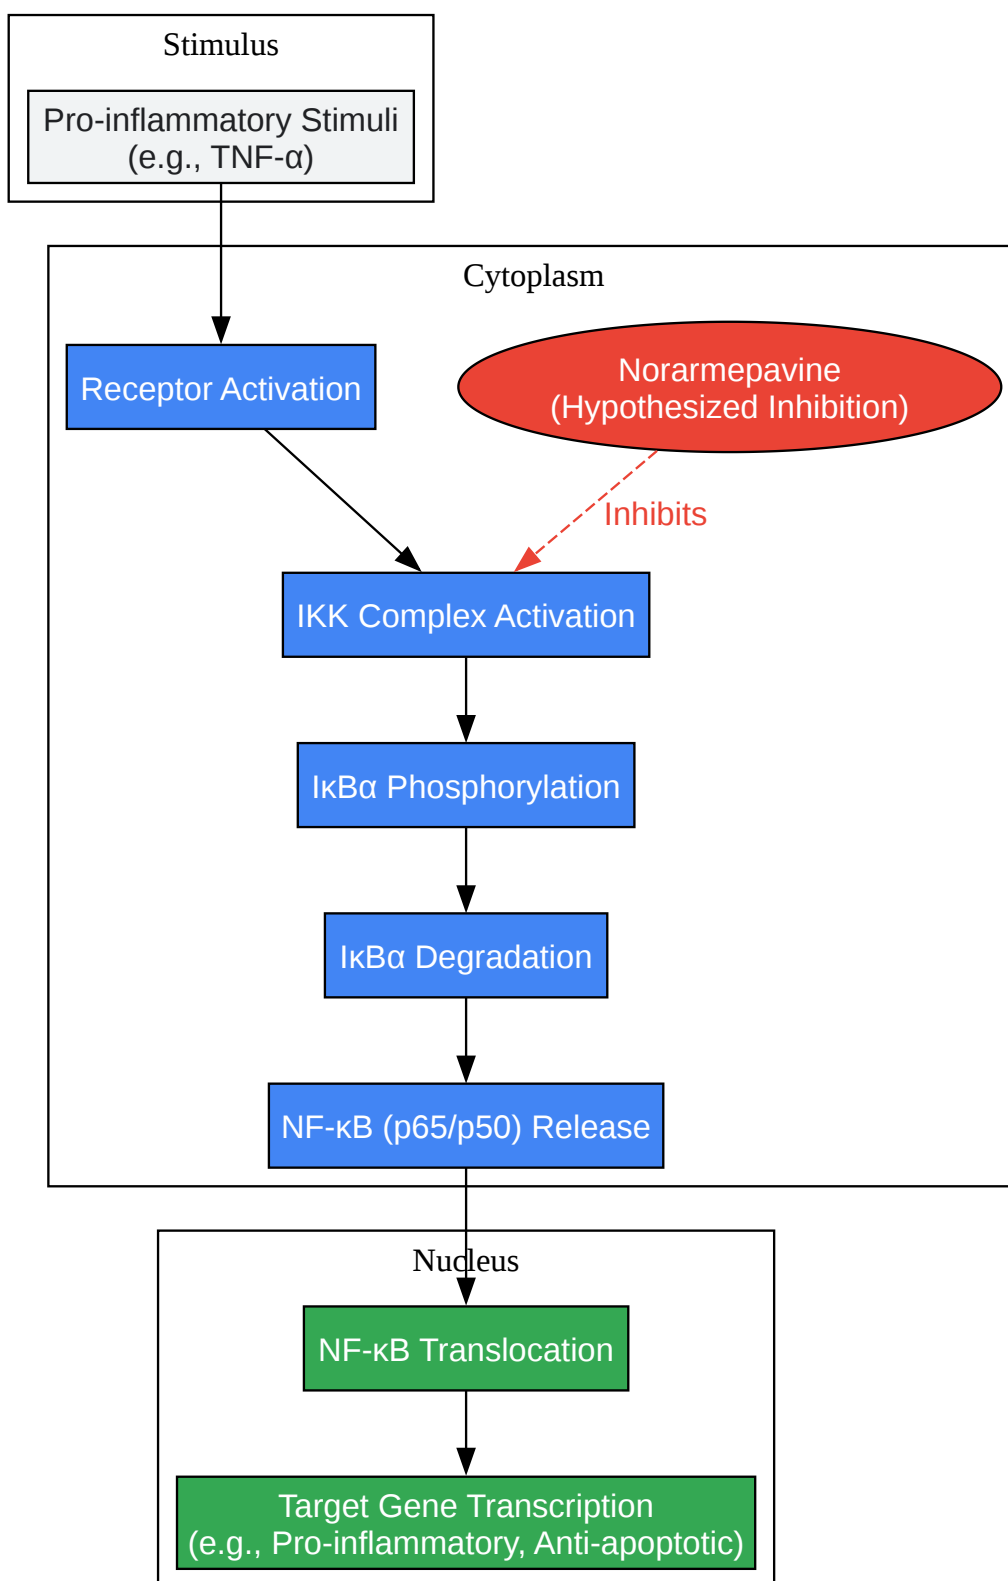 Stimulus
Pro-inflammatory Stimuli
(e.g., TNF-α)
Cytoplasm
Receptor Activation
Norarmepavine
(Hypothesized Inhibition)
Inhibits
IKK Complex Activation
IκBα Phosphorylation
IκBα Degradation
NF-κB (p65/p50) Release
Nucleus
NF-κB Translocation
Target Gene Transcription
(e.g., Pro-inflammatory, Anti-apoptotic)